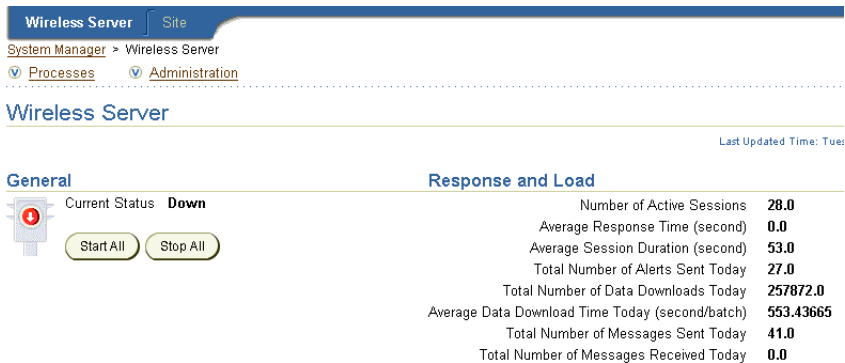 Wireless Server Site
System Manager > Wireless Server
Processes Administration
Wireless Server
Last Updated Time: Tues
General
Current Status Down
Start All Stop All
Response and Load
Number of Active Sessions 28.0
Average Response Time (second) 0.0
Average Session Duration (second) 53.0
Total Number of Alerts Sent Today 27.0
Total Number of Data Downloads Today 257872.0
Average Data Download Time Today (second/batch) 553.43665
Total Number of Messages Sent Today 41.0
Total Number of Messages Received Today 0.0